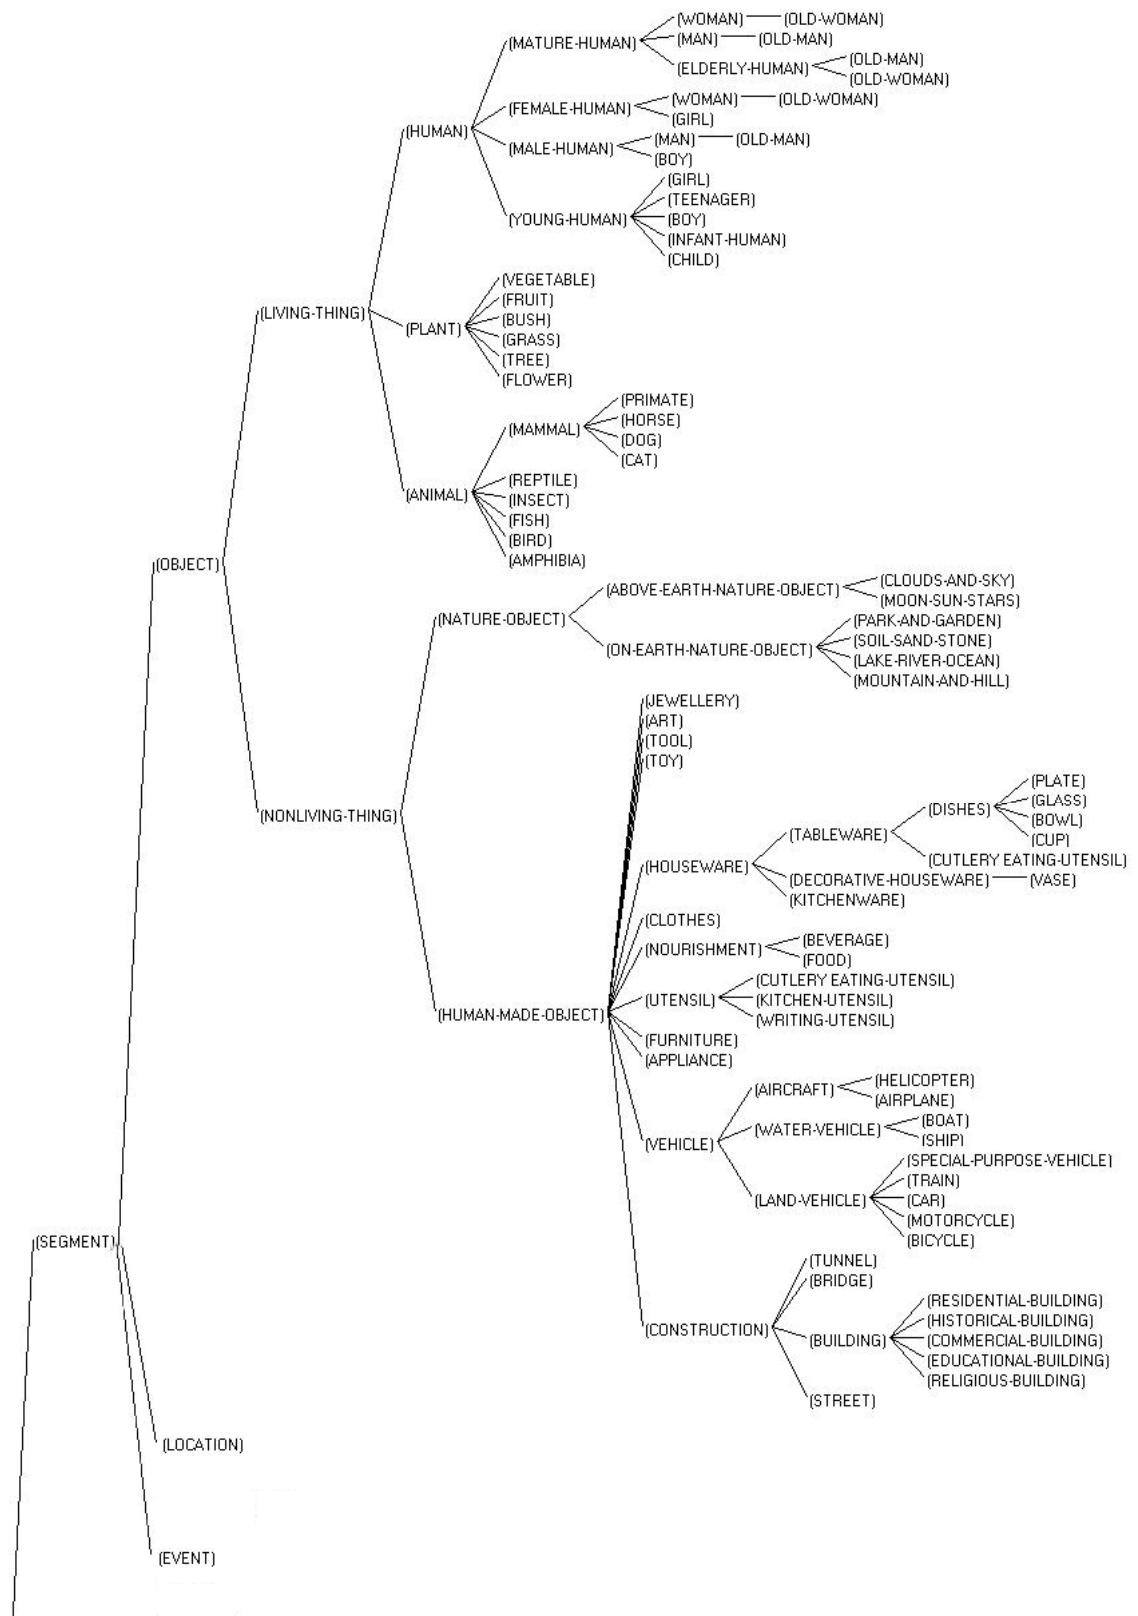 (WOMAN) (OLD-WOMAN)
(MAN) (OLD-MAN)
(MATURE-HUMAN)
(OLD-MAN)
(ELDERLY-HUMAN)
(OLD-WOMAN)
(WOMAN) (OLD-WOMAN)
(FEMALE-HUMAN)
(GIRL)
(HUMAN)
(MAN) (OLD-MAN)
(MALE-HUMAN)
(BOY)
(GIRL)
(TEENAGER)
(YOUNG-HUMAN) (BOY)
(INFANT-HUMAN)
(CHILD)
(VEGETABLE)
(FRUIT)
(LIVING-THING)
(BUSH)
(PLANT)
(GRASS)
(TREE)
(FLOWER)
(PRIMATE)
(HORSE)
(MAMMAL)
(DOG)
(CAT)
(REPTILE)
(ANIMAL)
(INSECT)
(FISH)
(BIRD)
(AMPHIBIA)
(OBJECT)
(CLOUDS-AND-SKY)
(ABOVE-EARTH-NATURE-OBJECT)
(MOON-SUN-STARS)
(NATURE-OBJECT)
(PARK-AND-GARDEN)
(SOIL-SAND-STONE)
(ON-EARTH-NATURE-OBJECT)
(LAKE-RIVER-OCEAN)
(MOUNTAIN-AND-HILL)
(JEWELLERY)
(ART)
(TOOL)
(TOY)
(PLATE)
(GLASS)
(DISHES)
(NONLIVING-THING)
(BOWL)
(TABLEWARE)
(CUP)
(CUTLERY EATING-UTENSIL)
(HOUSEWARE)
(DECORATIVE-HOUSEWARE) (VASE)
(KITCHENWARE)
(CLOTHES)
(BEVERAGE)
(NOURISHMENT)
(FOOD)
(CUTLERY EATING-UTENSIL)
(UTENSIL) (KITCHEN-UTENSIL)
(HUMAN-MADE-OBJECT)
(WRITING-UTENSIL)
(FURNITURE)
(APPLIANCE)
(HELICOPTER)
(AIRCRAFT)
(AIRPLANE)
(BOAT)
(WATER-VEHICLE)
(SHIP)
(VEHICLE)
(SPECIAL-PURPOSE-VEHICLE)
(TRAIN)
(LAND-VEHICLE) (CAR)
(MOTORCYCLE)
(BICYCLE)
(SEGMENT)
(TUNNEL)
(BRIDGE)
(RESIDENTIAL-BUILDING)
(HISTORICAL-BUILDING)
(CONSTRUCTION)
(BUILDING) (COMMERCIAL-BUILDING)
(EDUCATIONAL-BUILDING)
(RELIGIOUS-BUILDING)
(STREET)
(LOCATION)
(EVENT)